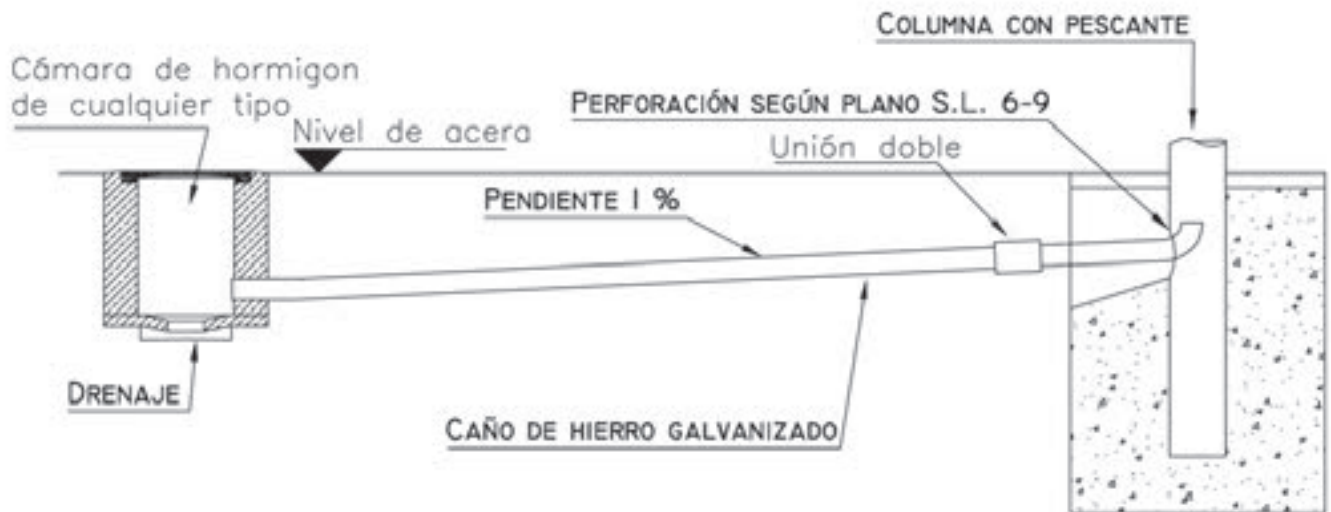 COLUMNA CON PESCANTE
Cámara de hormigon
de cualquier tipo
PERFORACIÓN SEGÚN PLANO S.L. 6-9
Nivel de acera
Unión doble
PENDIENTE 1 %
DRENAJE
CAÑO DE HIERRO GALVANIZADO